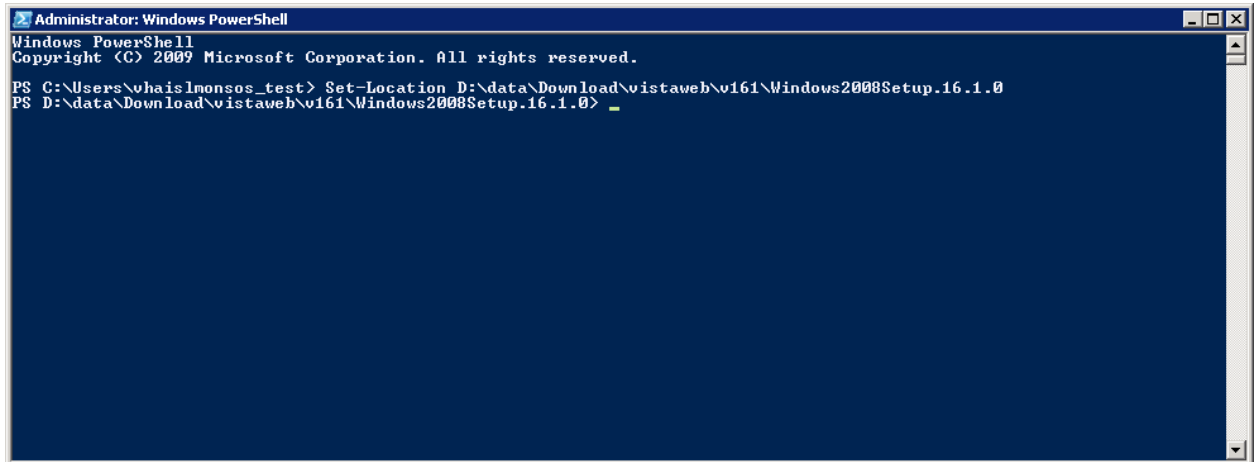 Administrator: Windows PowerShell
Windows PowerShell
Copyright (C) 2009 Microsoft Corporation. All rights reserved.
PS C:\Users\vhaislmonsos_test> Set-Location D:\data\Download\vistaweb\v161\Windows2008Setup.16.1.0
PS D:\data\Download\vistaweb\v161\Windows2008Setup.16.1.0> _